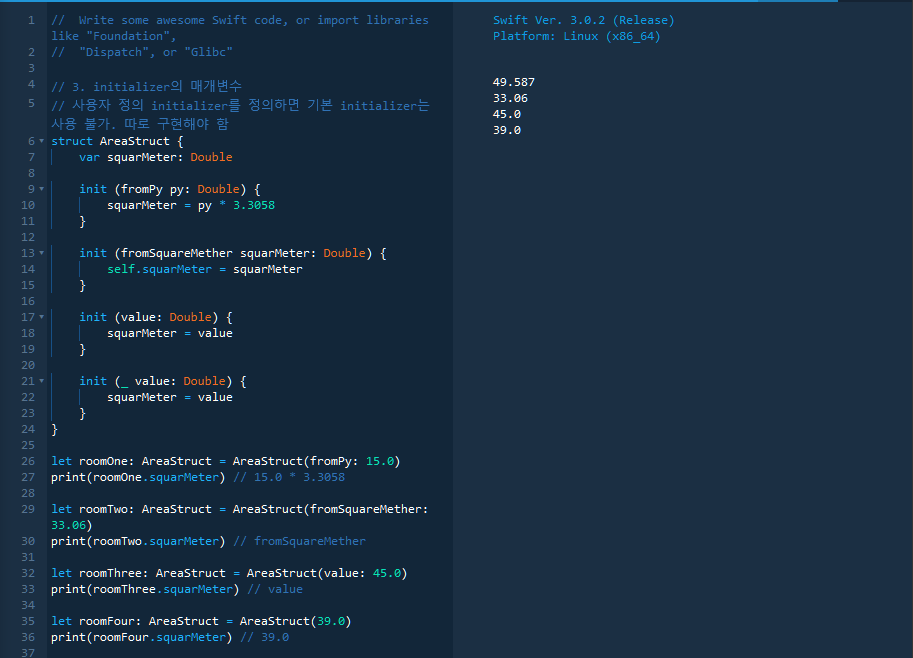 1 //  Write some awesome Swift code, or import libraries
like "Foundation",
2 //  "Dispatch", or "Glibc"
3
4 // 3. initializer의 매개변수
5 // 사용자 정의 initializer를 정의하면 기본 initializer는
사용 불가. 따로 구현해야 함
6 struct AreaStruct {
7     var squarMeter: Double
8
9     init (fromPy py: Double) {
10         squarMeter = py * 3.3058
11     }
12
13     init (fromSquareMether squarMeter: Double) {
14         self.squarMeter = squarMeter
15     }
16
17     init (value: Double) {
18         squarMeter = value
19     }
20
21     init (_ value: Double) {
22         squarMeter = value
23     }
24 }
25
26 let roomOne: AreaStruct = AreaStruct(fromPy: 15.0)
27 print(roomOne.squarMeter) // 15.0 * 3.3058
28
29 let roomTwo: AreaStruct = AreaStruct(fromSquareMether:
33.06)
30 print(roomTwo.squarMeter) // fromSquareMether
31
32 let roomThree: AreaStruct = AreaStruct(value: 45.0)
33 print(roomThree.squarMeter) // value
34
35 let roomFour: AreaStruct = AreaStruct(39.0)
36 print(roomFour.squarMeter) // 39.0
37
Swift Ver. 3.0.2 (Release)
Platform: Linux (x86_64)
49.587
33.06
45.0
39.0